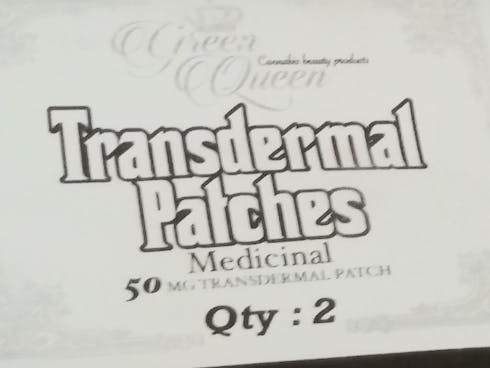 Green
Cannabis beauty products
Queen
Transdermal
Patches
Medicinal
50 MG TRANSDERMAL PATCH
Qty : 2